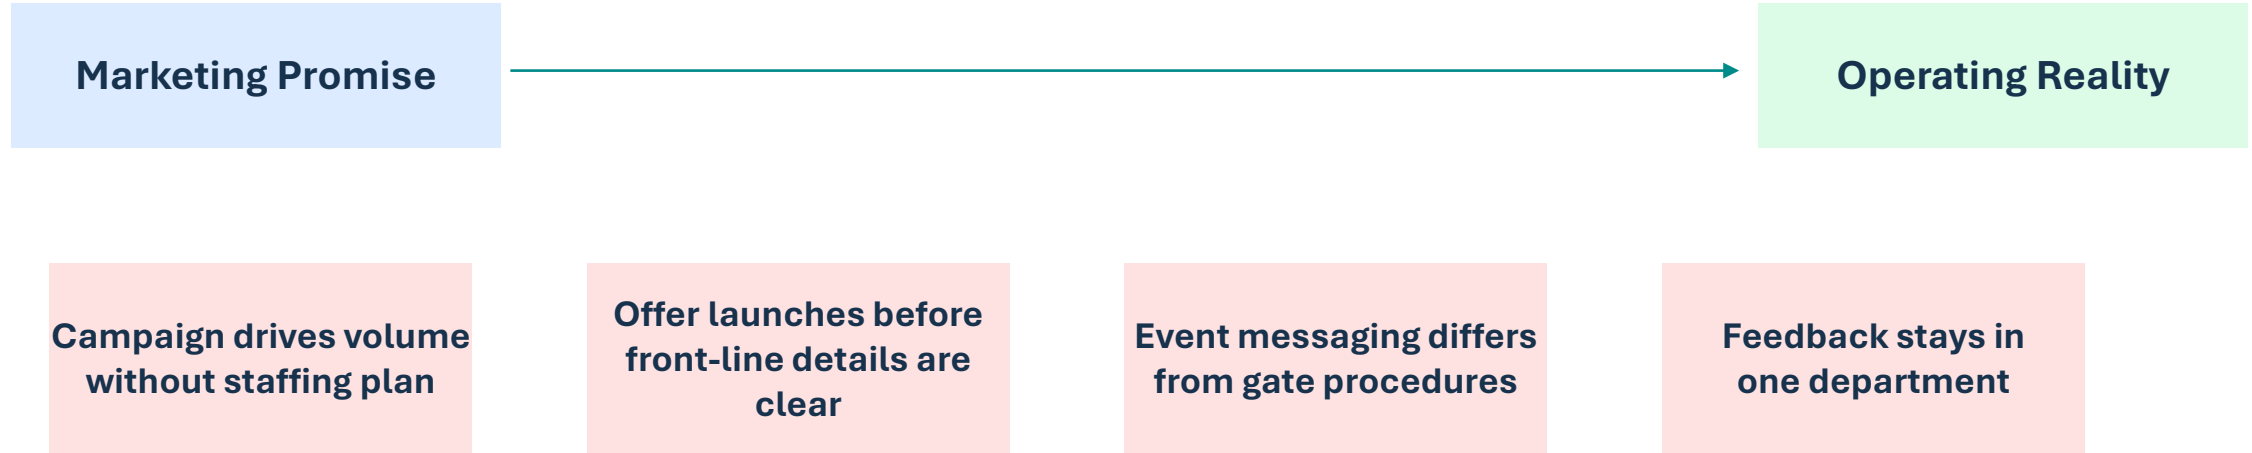 Marketing Promise
Operating Reality
Campaign drives volume
without staffing plan
Offer launches before
front-line details are
clear
Event messaging differs
from gate procedures
Feedback stays in
one department